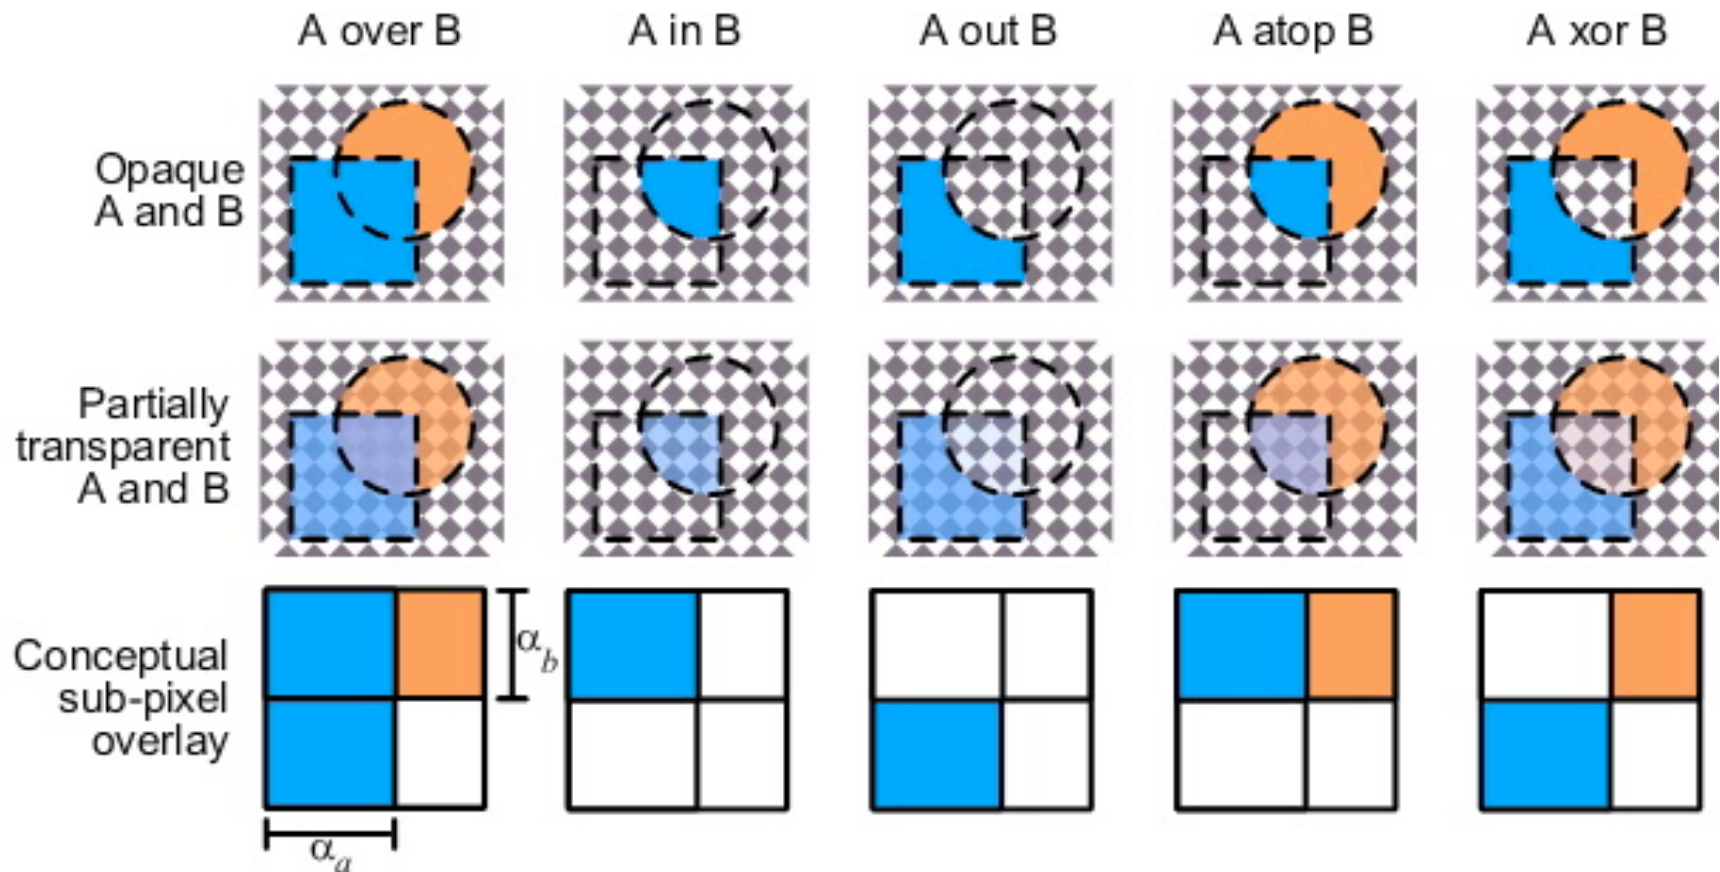 A over B
A in B
A out B
A atop B
A xor B
Opaque
A and B
Partially
transparent
A and B
Conceptual
sub-pixel
overlay
αb
αa